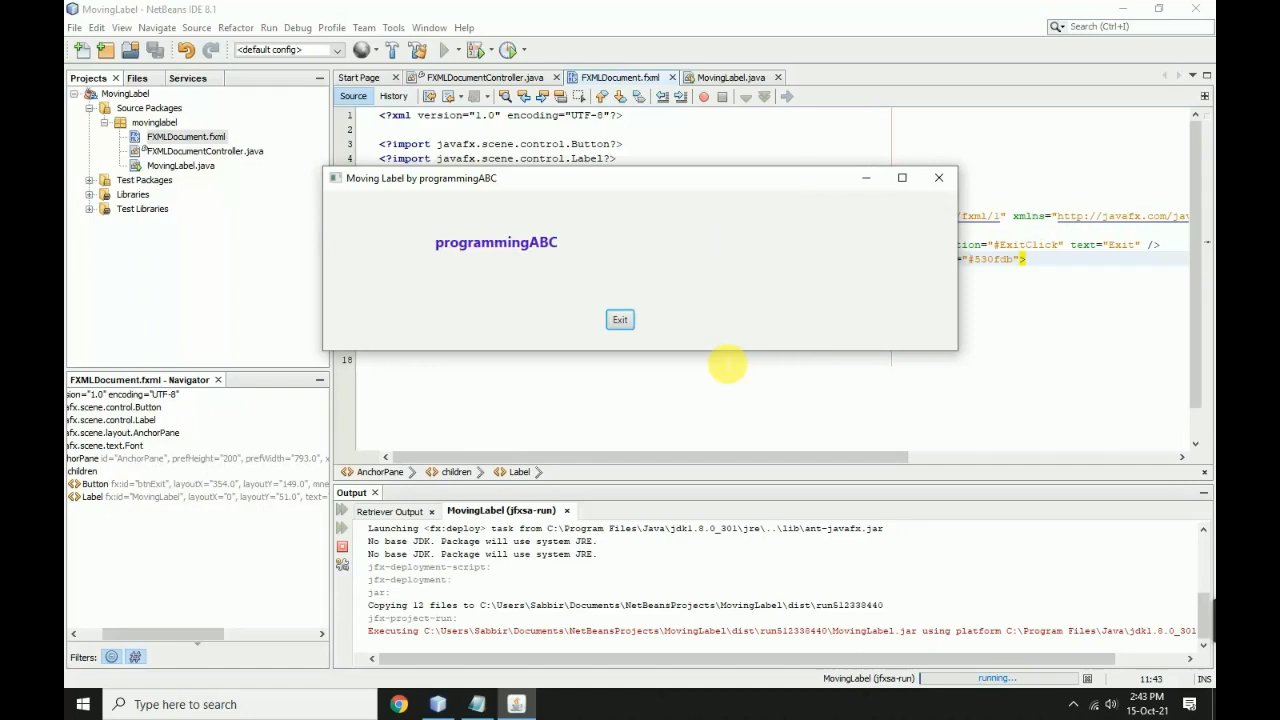 MovingLabel - NetBeans IDE 8.1
File Edit View Navigate Source Refactor Run Debug Profile Team Tools Window Help
Search (Ctrl+I)
<default config>
Projects Files Services
Start Page FXMLDocumentController.java FXMLDocument.fxml MovingLabel.java
Source History
MovingLabel
Source Packages
movinglabel
FXMLDocument.fxml
FXMLDocumentController.java
MovingLabel.java
Test Packages
Libraries
Test Libraries
1 <?xml version="1.0" encoding="UTF-8"?>
2
3 <?import javafx.scene.control.Button?>
4 <?import javafx.scene.control.Label?>
Moving Label by programmingABC
programmingABC
Exit
/fxml/1" xmlns="http://javafx.com/jav
tion="#ExitClick" text="Exit" />
="#530fdb">
18
FXMLDocument.fxml - Navigator
sion="1.0" encoding="UTF-8"
afx.scene.control.Button
afx.scene.control.Label
afx.scene.layout.AnchorPane
afx.scene.text.Font
horPane id="AnchorPane", prefHeight="200", prefWidth="793.0", x
children
Button fx:id="btnExit", layoutX="354.0", layoutY="149.0", mne
Label fx:id="MovingLabel", layoutX="0", layoutY="51.0", text=
Filters:
AnchorPane children Label
Output
Retriever Output MovingLabel (jfxsa-run)
Launching <fx:deploy> task from C:\Program Files\Java\jdk1.8.0_301\jre\..\lib\ant-javafx.jar
No base JDK. Package will use system JRE.
No base JDK. Package will use system JRE.
jfx-deployment-script:
jfx-deployment:
jar:
Copying 12 files to C:\Users\Sabbir\Documents\NetBeansProjects\MovingLabel\dist\run512338440
jfx-project-run:
Executing C:\Users\Sabbir\Documents\NetBeansProjects\MovingLabel\dist\run512338440\MovingLabel.jar using platform C:\Program Files\Java\jdk1.8.0_301
MovingLabel (jfxsa-run) running... 11:43 INS
Type here to search
2:43 PM
15-Oct-21